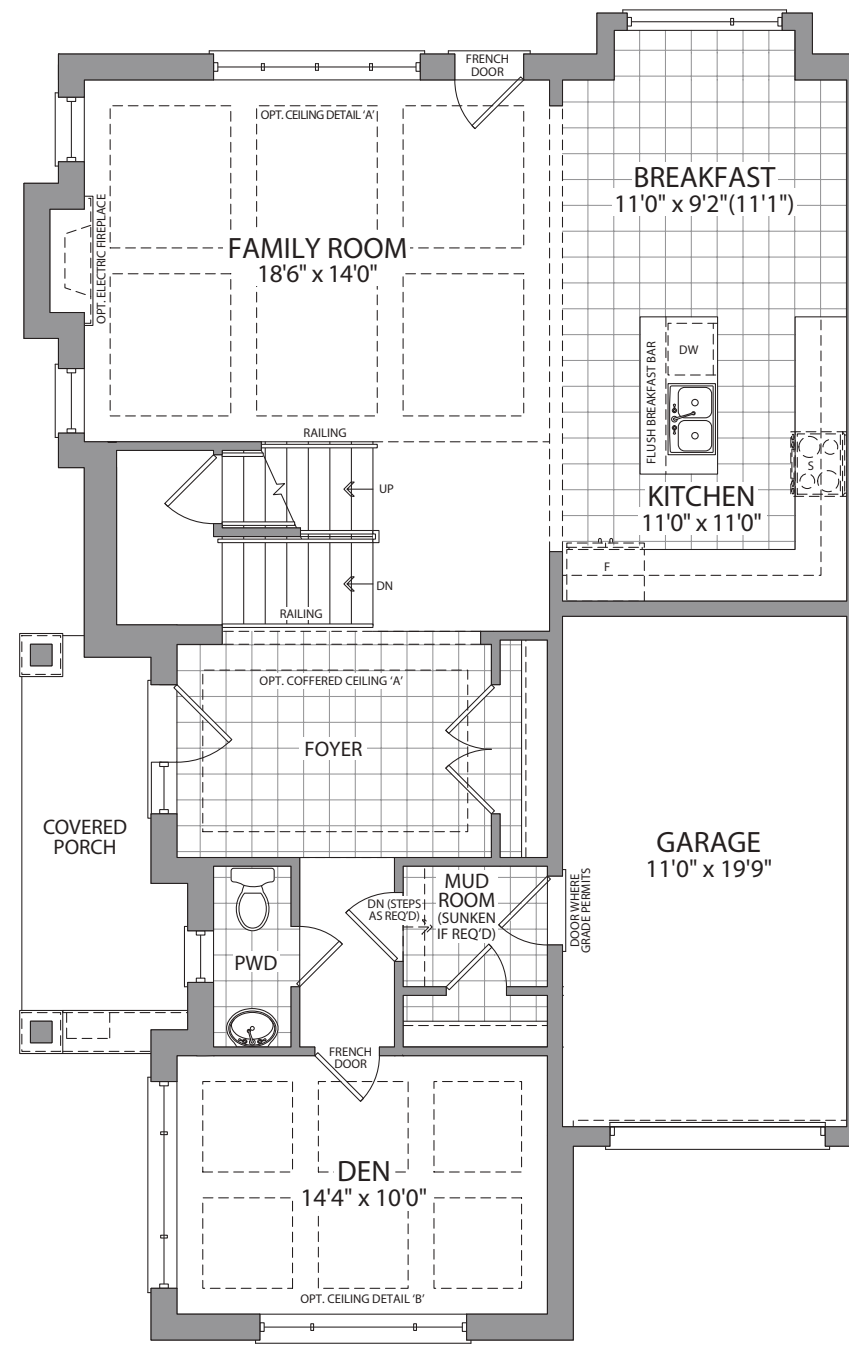 FRENCH
DOOR
OPT. CEILING DETAIL 'A'
BREAKFAST
11'0" x 9'2"(11'1")
OPT. ELECTRIC FIREPLACE
FAMILY ROOM
18'6" x 14'0"
FLUSH BREAKFAST BAR
DW
RAILING
S
UP
KITCHEN
11'0" x 11'0"
F
DN
RAILING
OPT. COFFERED CEILING 'A'
FOYER
COVERED
PORCH
GARAGE
11'0" x 19'9"
MUD
ROOM
(SUNKEN
IF REQ'D)
DN (STEPS
AS REQ'D)
DOOR WHERE
GRADE PERMITS
PWD
FRENCH
DOOR
DEN
14'4" x 10'0"
OPT. CEILING DETAIL 'B'